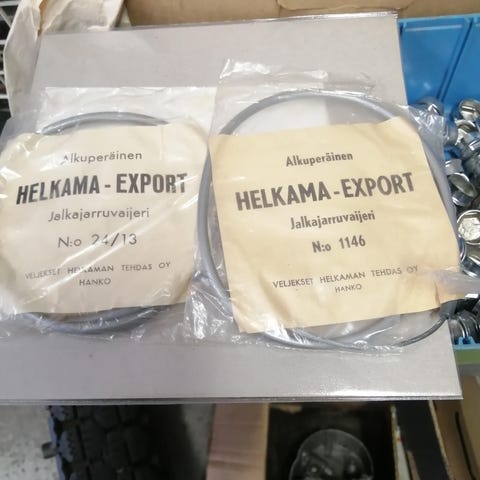 Alkuperäinen
HELKAMA - EXPORT
Jalkajarruvaijeri
N:o 24/13
VELJEKSET HELKAMAN TEHDAS OY
HANKO
Alkuperäinen
HELKAMA - EXPORT
Jalkajarruvaijeri
N:o 1146
VELJEKSET HELKAMAN TEHDAS OY
HANKO